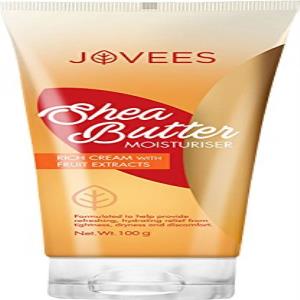 JOVEES
Shea
Butter
MOISTURISER
RICH CREAM WITH
FRUIT EXTRACTS
Formulated to help provide
refreshing, hydrating relief from
tightness, dryness and discomfort.
Net.Wt.100 g